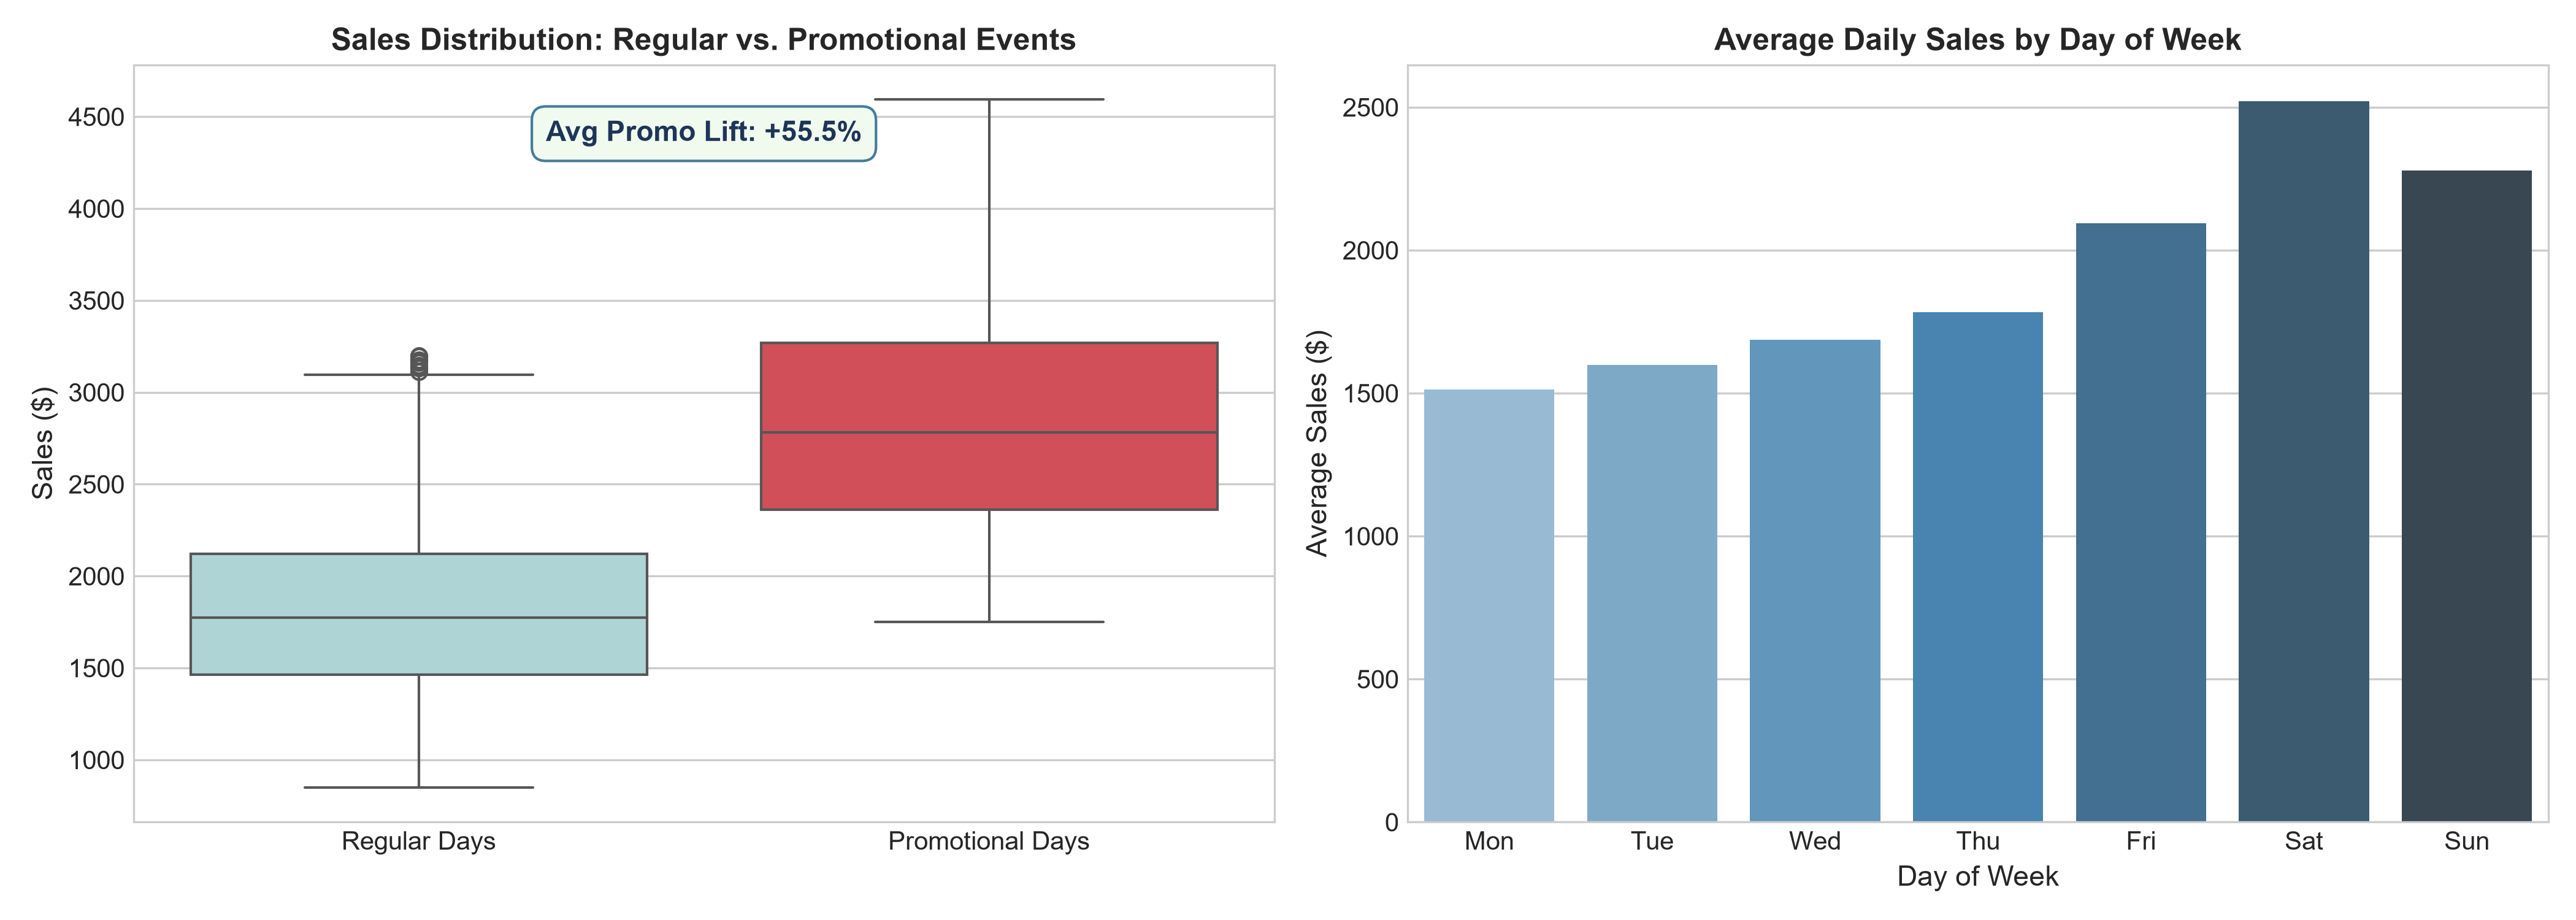 Sales Distribution: Regular vs. Promotional Events
Avg Promo Lift: +55.5%
Sales ($)
4500
4000
3500
3000
2500
2000
1500
1000
Regular Days
Promotional Days
Average Daily Sales by Day of Week
Average Sales ($)
2500
2000
1500
1000
500
0
Mon
Tue
Wed
Thu
Fri
Sat
Sun
Day of Week